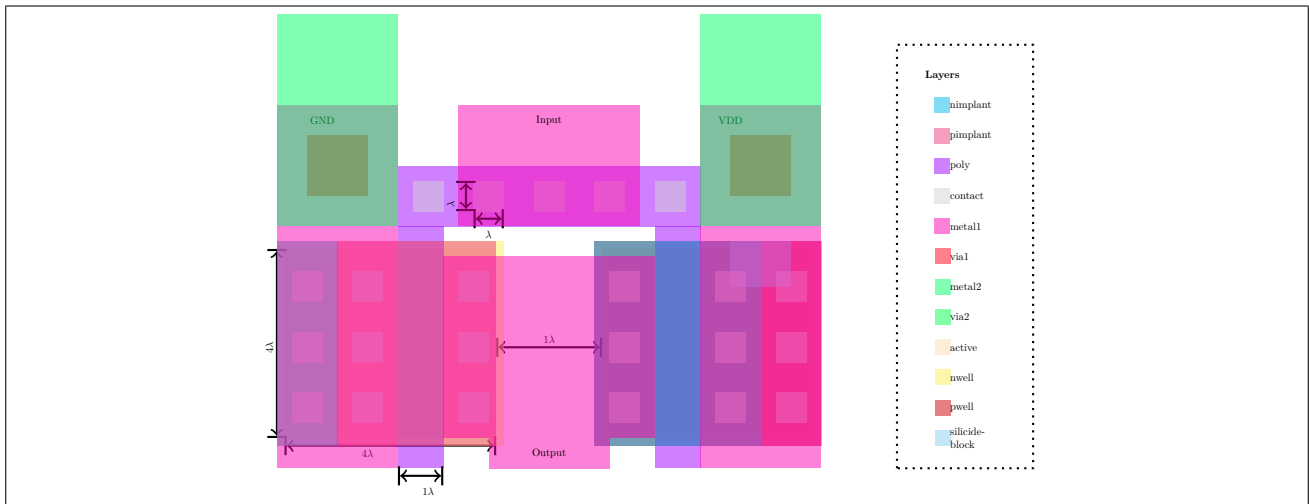 Layers
nimplant
GND
Input
VDD
pimplant
poly
contact
λ
λ
metal1
via1
metal2
via2
1λ
4λ
active
nwell
pwell
silicide-
block
4λ
Output
1λ